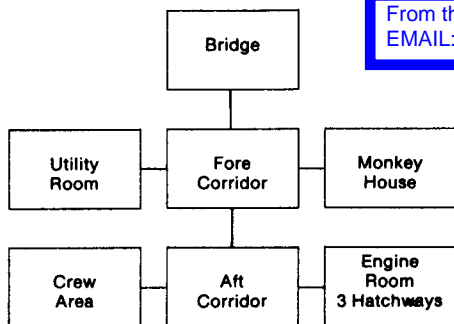 From th
EMAIL:
Bridge
Utility
Room
Fore
Corridor
Monkey
House
Crew
Area
Aft
Corridor
Engine
Room
3 Hatchways